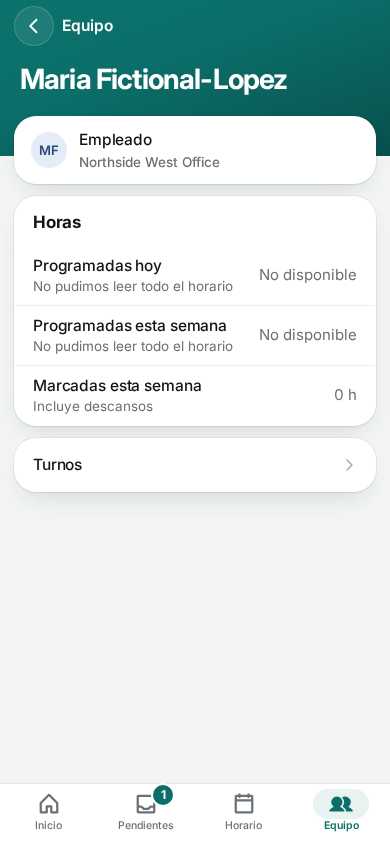 Equipo
Maria Fictional-Lopez
MF
Empleado
Northside West Office
Horas
Programadas hoy
No pudimos leer todo el horario
No disponible
Programadas esta semana
No pudimos leer todo el horario
No disponible
Marcadas esta semana
Incluye descansos
0 h
Turnos
1
Inicio
Pendientes
Horario
Equipo